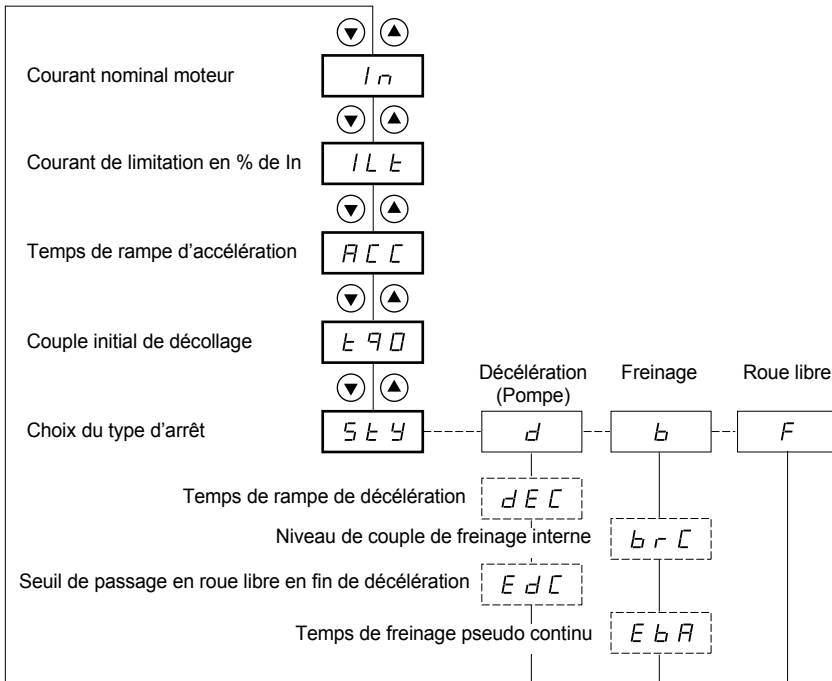 Courant nominal moteur
In
Courant de limitation en % de In
ILt
Temps de rampe d’accélération
ACC
Couple initial de décollage
tq0
Décélération
(Pompe)
Freinage
Roue libre
Choix du type d’arrêt
StY
d
b
F
Temps de rampe de décélération
dEC
Niveau de couple de freinage interne
brC
Seuil de passage en roue libre en fin de décélération
EdC
Temps de freinage pseudo continu
EbA